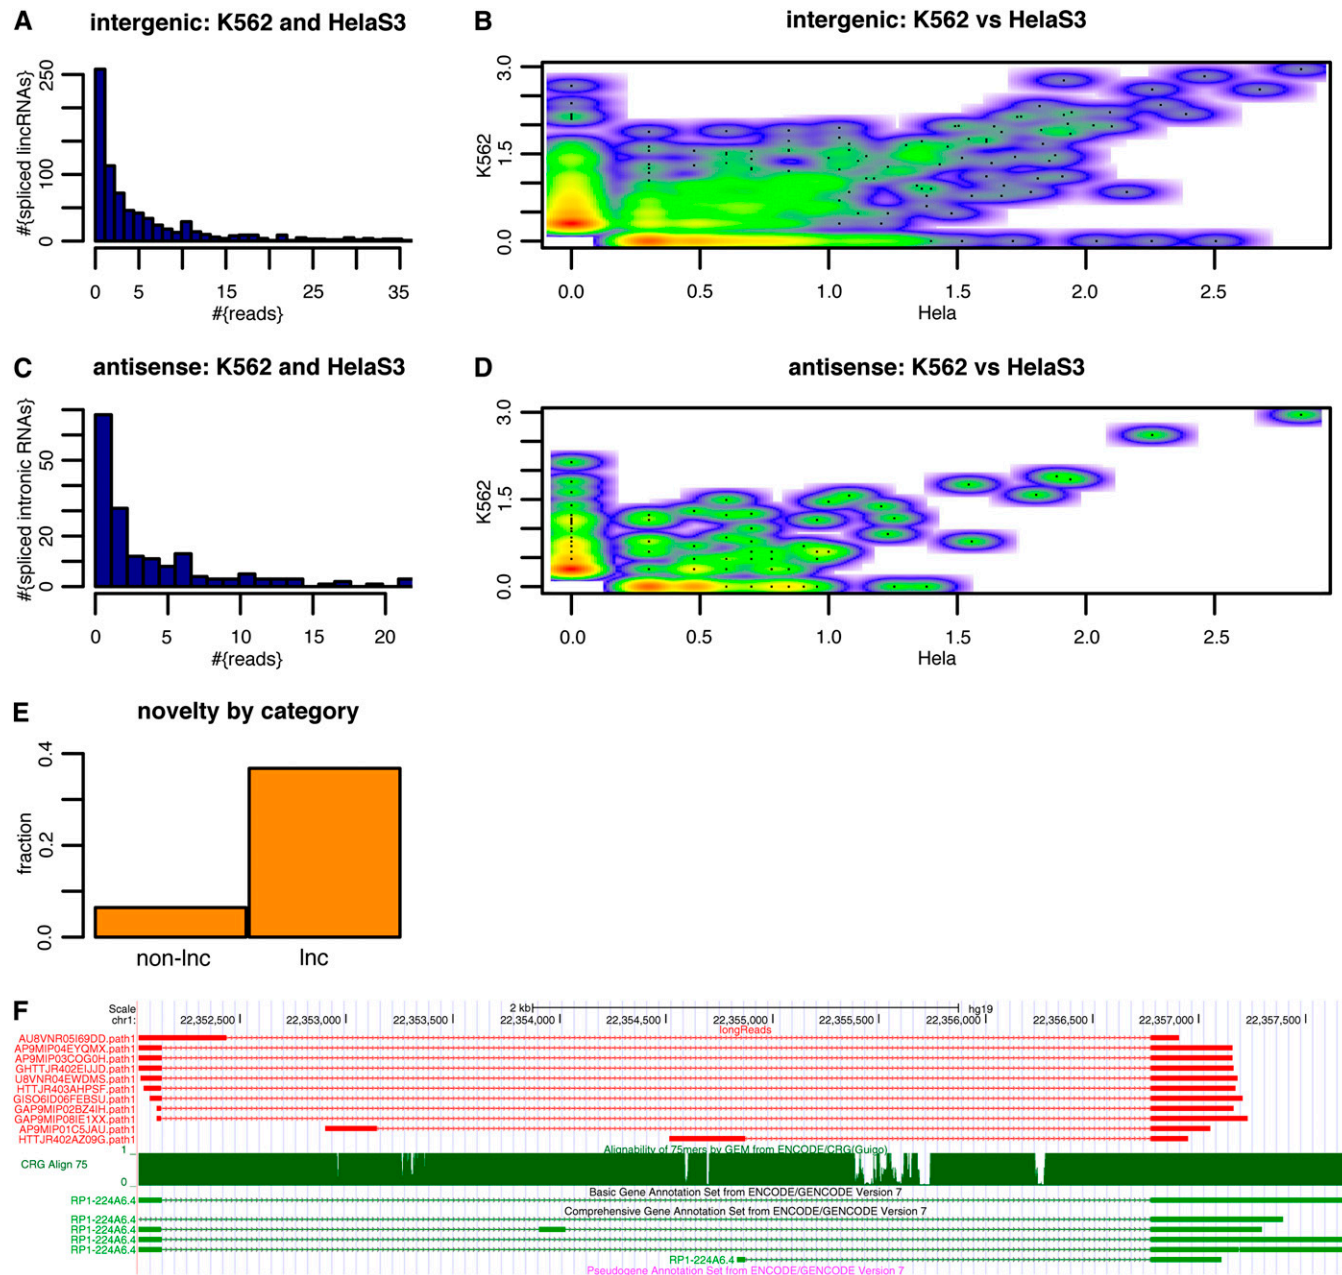 A
intergenic: K562 and HelaS3
#{spliced lincRNAs}
250
100
0
0 5 15 25 35
#{reads}
B
intergenic: K562 vs HelaS3
K562
3.0
1.5
0.0
0.0 0.5 1.0 1.5 2.0 2.5
Hela
C
antisense: K562 and HelaS3
#{spliced intronic RNAs}
50
20
0
0 5 10 15 20
#{reads}
D
antisense: K562 vs HelaS3
K562
3.0
1.5
0.0
0.0 0.5 1.0 1.5 2.0 2.5
Hela
E
novelty by category
fraction
0.4
0.2
0.0
non-lnc lnc
F
Scale 2 kb hg19
chr1: 22,352,500 22,353,000 22,353,500 22,354,000 22,354,500 22,355,000 22,355,500 22,356,000 22,356,500 22,357,000 22,357,500
longReads
AU8VNR05I69DD.path1
AP9MIP04EYQMX.path1
AP9MIP03COG0H.path1
GHTTJR402EIJJD.path1
U8VNR04EWDMS.path1
HTTJR403AHPSF.path1
GISO6ID06FEBSU.path1
GAP9MIP02BZ4IH.path1
GAP9MIP08IE1XX.path1
AP9MIP01C5JAU.path1
HTTJR402AZ09G.path1
Alignability of 75mers by GEM from ENCODE/CRG(Guigo)
1
CRG Align 75
0
Basic Gene Annotation Set from ENCODE/GENCODE Version 7
RP1-224A6.4
Comprehensive Gene Annotation Set from ENCODE/GENCODE Version 7
RP1-224A6.4
RP1-224A6.4
RP1-224A6.4
RP1-224A6.4
RP1-224A6.4
Pseudogene Annotation Set from ENCODE/GENCODE Version 7